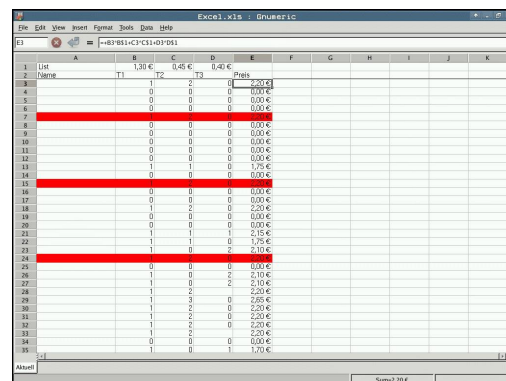 Excel.xls : Gnumeric
File Edit View Insert Format Tools Data Help
E3 =+B3*B$1+C3*C$1+D3*D$1
A B C D E F G H I J K
1 List 1,30 € 0,45 € 0,40 €
2 Name T1 T2 T3 Preis
3 1 2 0 2,20 €
4 0 0 0 0,00 €
5 0 0 0 0,00 €
6 0 0 0 0,00 €
7
8 0 0 0 0,00 €
9 0 0 0 0,00 €
10 0 0 0 0,00 €
11 0 0 0 0,00 €
12 0 0 0 0,00 €
13 1 1 0 1,75 €
14 0 0 0 0,00 €
15
16 0 0 0 0,00 €
17 0 0 0 0,00 €
18 1 2 0 2,20 €
19 0 0 0 0,00 €
20 0 0 0 0,00 €
21 1 1 1 2,15 €
22 1 1 0 1,75 €
23 1 0 2 2,10 €
24
25 0 0 0 0,00 €
26 1 0 2 2,10 €
27 1 0 2 2,10 €
28 1 2 2,20 €
29 1 3 0 2,65 €
30 1 2 0 2,20 €
31 1 2 0 2,20 €
32 1 2 0 2,20 €
33 1 2 2,20 €
34 0 0 0 0,00 €
35 1 0 1 1,70 €
Aktuell
Sum=2,20 €